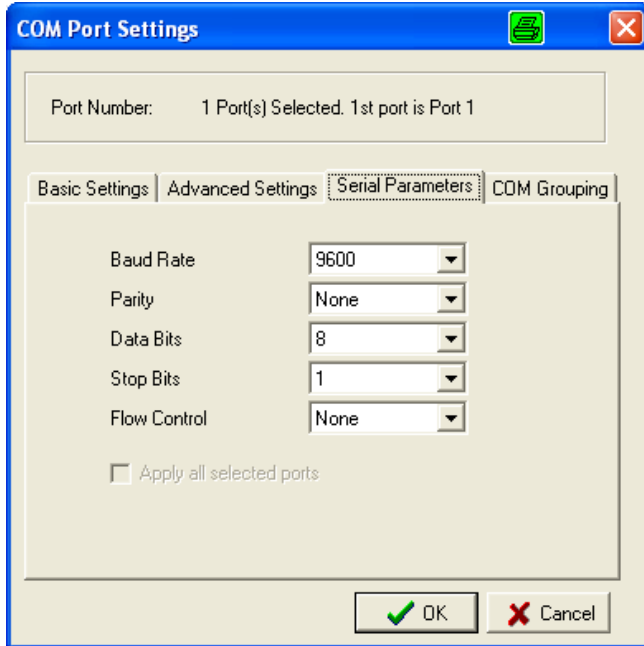 COM Port Settings
Port Number: 1 Port(s) Selected. 1st port is Port 1
Basic Settings Advanced Settings Serial Parameters COM Grouping
Baud Rate 9600
Parity None
Data Bits 8
Stop Bits 1
Flow Control None
Apply all selected ports
OK Cancel